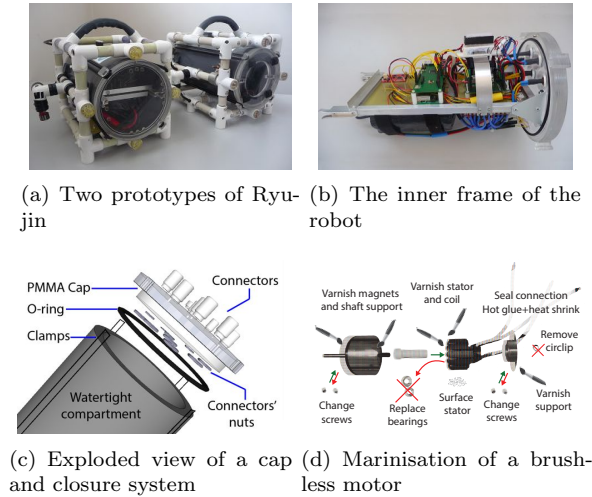 (a) Two prototypes of Ryu-
jin
(b) The inner frame of the
robot
PMMA Cap
Connectors
O-ring
Clamps
Watertight
compartment
Connectors'
nuts
Varnish magnets
and shaft support
Varnish stator
and coil
Seal connection
Hot glue+heat shrink
Remove
circlip
Change
screws
Replace
bearings
Surface
stator
Change
screws
Varnish
support
(c) Exploded view of a cap
and closure system
(d) Marinisation of a brush-
less motor